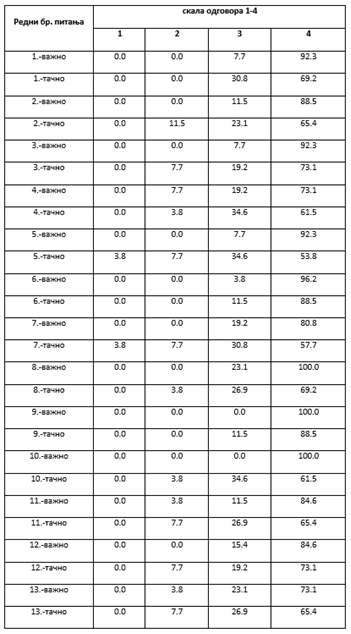 Редни бр. питања скала одговора 1-4
1 2 3 4
1.-важно 0.0 0.0 7.7 92.3
1.-тачно 0.0 0.0 30.8 69.2
2.-важно 0.0 0.0 11.5 88.5
2.-тачно 0.0 11.5 23.1 65.4
3.-важно 0.0 0.0 7.7 92.3
3.-тачно 0.0 7.7 19.2 73.1
4.-важно 0.0 7.7 19.2 73.1
4.-тачно 0.0 3.8 34.6 61.5
5.-важно 0.0 0.0 7.7 92.3
5.-тачно 3.8 7.7 34.6 53.8
6.-важно 0.0 0.0 3.8 96.2
6.-тачно 0.0 0.0 11.5 88.5
7.-важно 0.0 0.0 19.2 80.8
7.-тачно 3.8 7.7 30.8 57.7
8.-важно 0.0 0.0 23.1 100.0
8.-тачно 0.0 3.8 26.9 69.2
9.-важно 0.0 0.0 0.0 100.0
9.-тачно 0.0 0.0 11.5 88.5
10.-важно 0.0 0.0 0.0 100.0
10.-тачно 0.0 3.8 34.6 61.5
11.-важно 0.0 3.8 11.5 84.6
11.-тачно 0.0 7.7 26.9 65.4
12.-важно 0.0 0.0 15.4 84.6
12.-тачно 0.0 7.7 19.2 73.1
13.-важно 0.0 3.8 23.1 73.1
13.-тачно 0.0 7.7 26.9 65.4